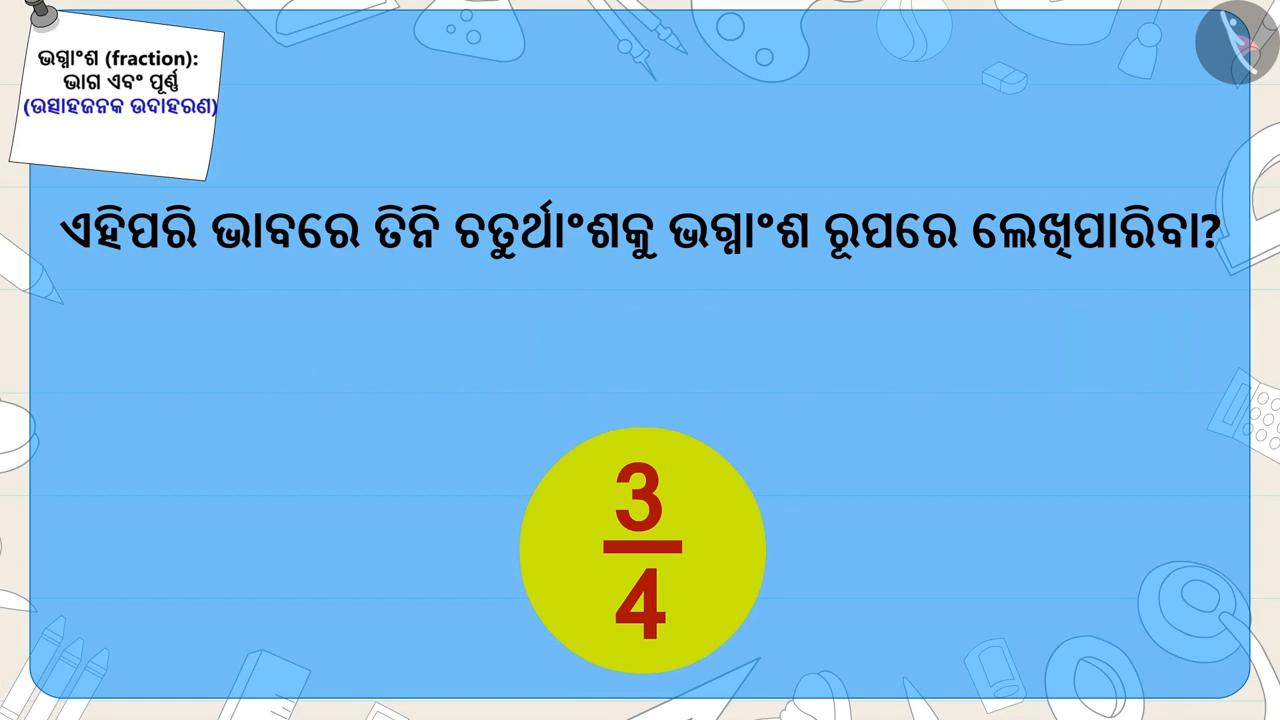 ଭଗ୍ନାଂଶ (fraction):
ଭାଗ ଏବଂ ପୂର୍ଣ୍ଣ
(ଉତ୍ସାହଜନକ ଉଦାହରଣ)
ଏହିପରି ଭାବରେ ତିନି ଚତୁର୍ଥାଂଶକୁ ଭଗ୍ନାଂଶ ରୂପରେ ଲେଖିପାରିବା?
3
4